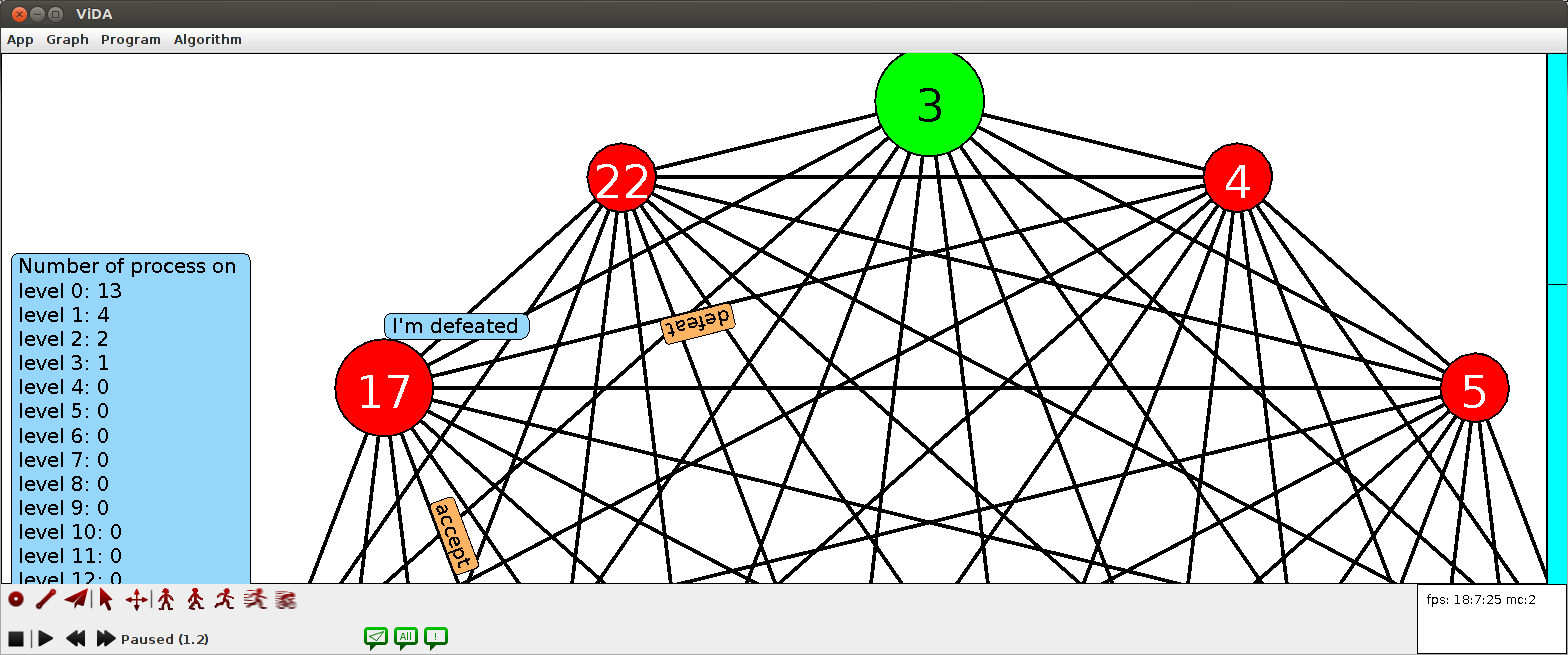 ViDA
App Graph Program Algorithm
3
22
4
Number of process on
level 0: 13
level 1: 4
level 2: 2
level 3: 1
level 4: 0
level 5: 0
level 6: 0
level 7: 0
level 8: 0
level 9: 0
level 10: 0
level 11: 0
level 12: 0
I'm defeated
defeat
17
5
accept
fps: 18:7:25 mc:2
Paused (1.2)
All
!